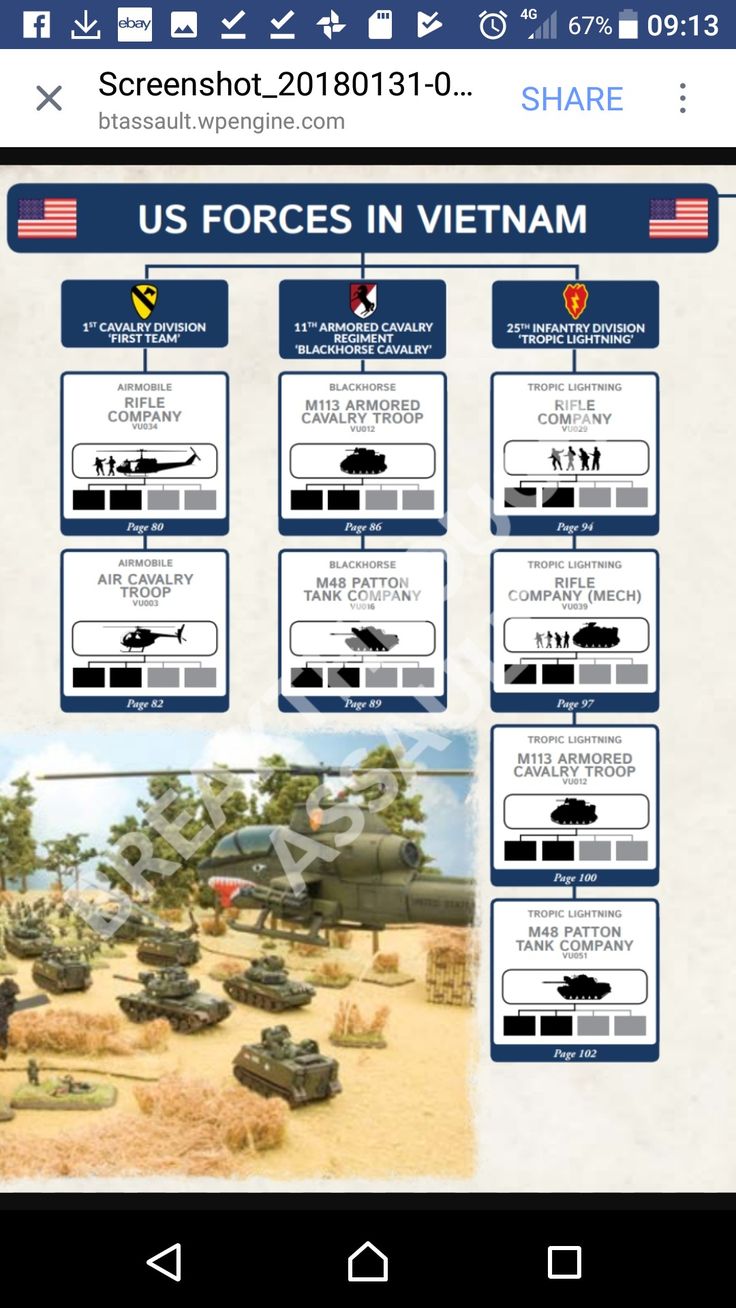 ebay
4G
67%
09:13
Screenshot_20180131-0...
btassault.wpengine.com
SHARE
US FORCES IN VIETNAM
1ST CAVALRY DIVISION
'FIRST TEAM'
AIRMOBILE
RIFLE
COMPANY
VU034
Page 80
AIRMOBILE
AIR CAVALRY
TROOP
VU003
Page 82
11TH ARMORED CAVALRY
REGIMENT
'BLACKHORSE CAVALRY'
BLACKHORSE
M113 ARMORED
CAVALRY TROOP
VU012
Page 86
BLACKHORSE
M48 PATTON
TANK COMPANY
VU016
Page 89
25TH INFANTRY DIVISION
'TROPIC LIGHTNING'
TROPIC LIGHTNING
RIFLE
COMPANY
VU029
Page 94
TROPIC LIGHTNING
RIFLE
COMPANY (MECH)
VU039
Page 97
TROPIC LIGHTNING
M113 ARMORED
CAVALRY TROOP
VU012
Page 100
TROPIC LIGHTNING
M48 PATTON
TANK COMPANY
VU051
Page 102
BREAKTHROUGH
ASSAULT
UNITED STATES